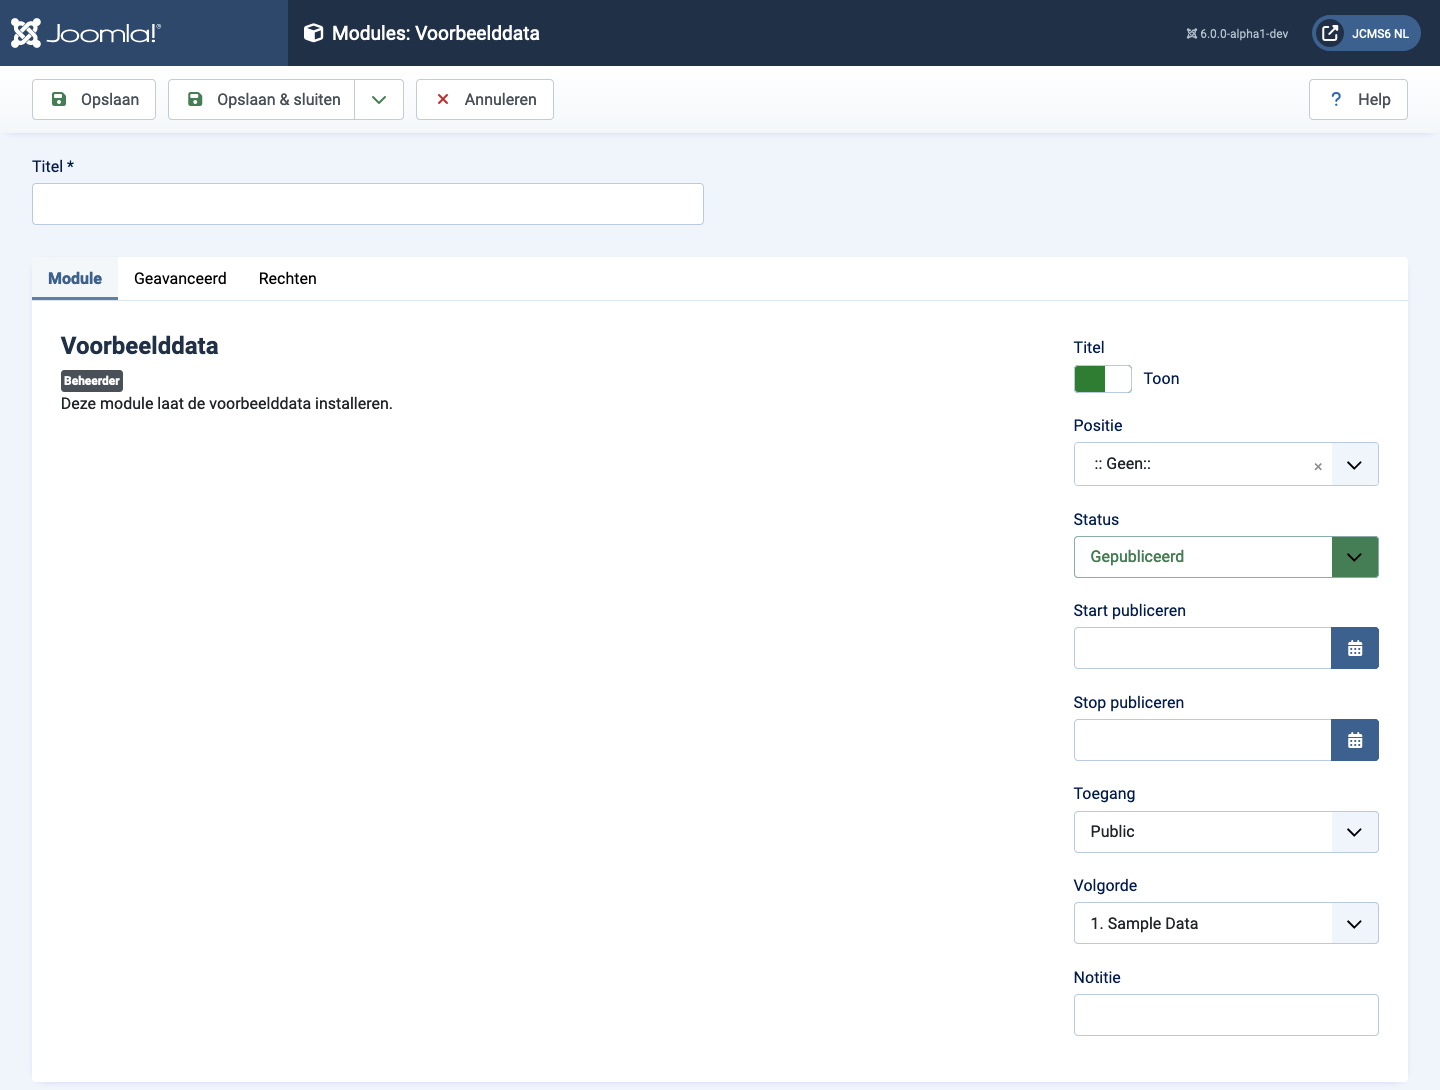 Joomla!®
Modules: Voorbeelddata
6.0.0-alpha1-dev
JCMS6 NL
Opslaan
Opslaan & sluiten
Annuleren
? Help
Titel *
Module
Geavanceerd
Rechten
Voorbeelddata
Beheerder
Deze module laat de voorbeelddata installeren.
Titel
Toon
Positie
:: Geen::
×
Status
Gepubliceerd
Start publiceren
Stop publiceren
Toegang
Public
Volgorde
1. Sample Data
Notitie